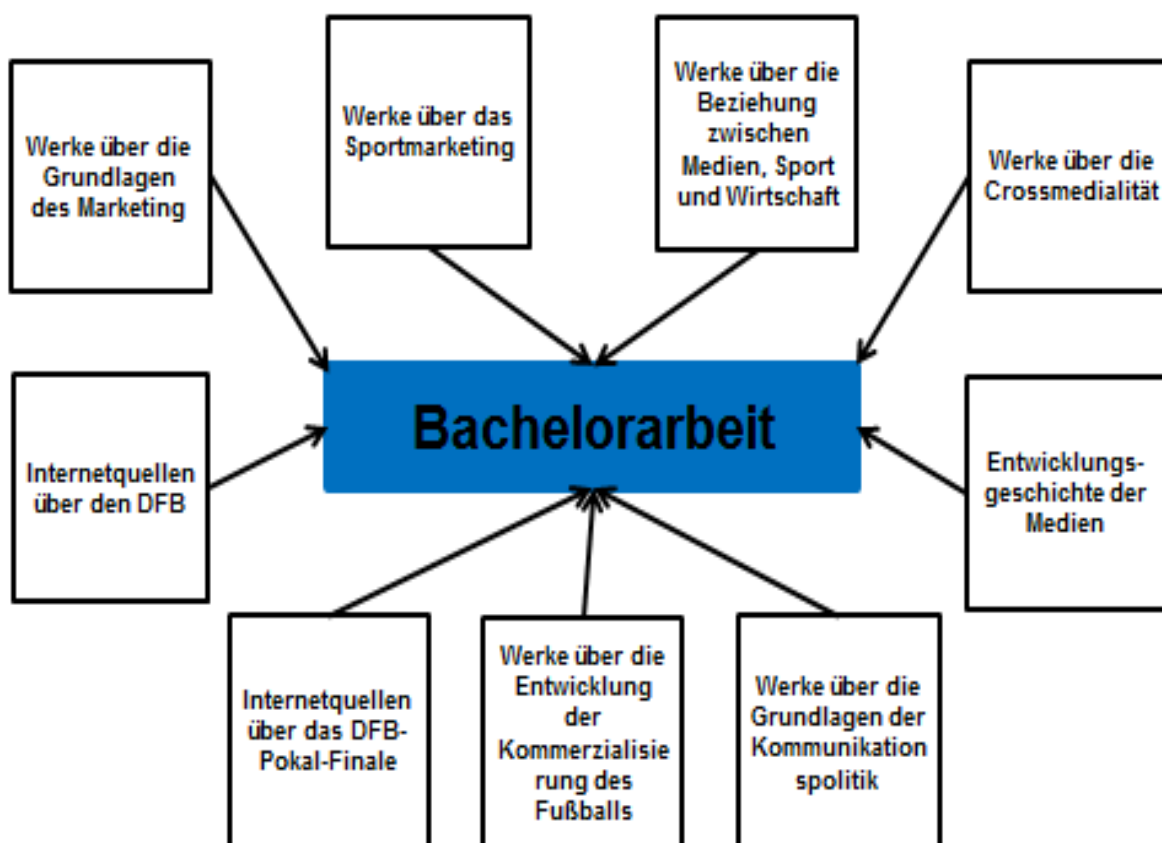 Werke über die
Grundlagen
des Marketing
Werke über das
Sportmarketing
Werke über die
Beziehung
zwischen
Medien, Sport
und Wirtschaft
Werke über die
Crossmedialität
Bachelorarbeit
Internetquellen
über den DFB
Entwicklungs-
geschichte der
Medien
Internetquellen
über das DFB-
Pokal-Finale
Werke über die
Entwicklung
der
Kommerzialisie
rung des
Fußballs
Werke über die
Grundlagen der
Kommunikation
spolitik